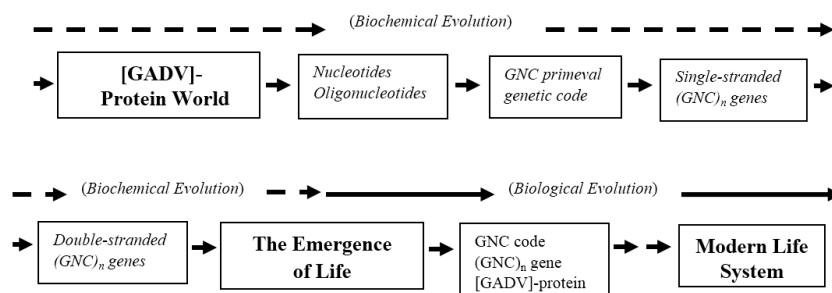 (Biochemical Evolution)
[GADV]-
Protein World
Nucleotides
Oligonucleotides
GNC primeval
genetic code
Single-stranded
(GNC)n genes
(Biochemical Evolution)
(Biological Evolution)
Double-stranded
(GNC)n genes
The Emergence
of Life
GNC code
(GNC)n gene
[GADV]-protein
Modern Life
System